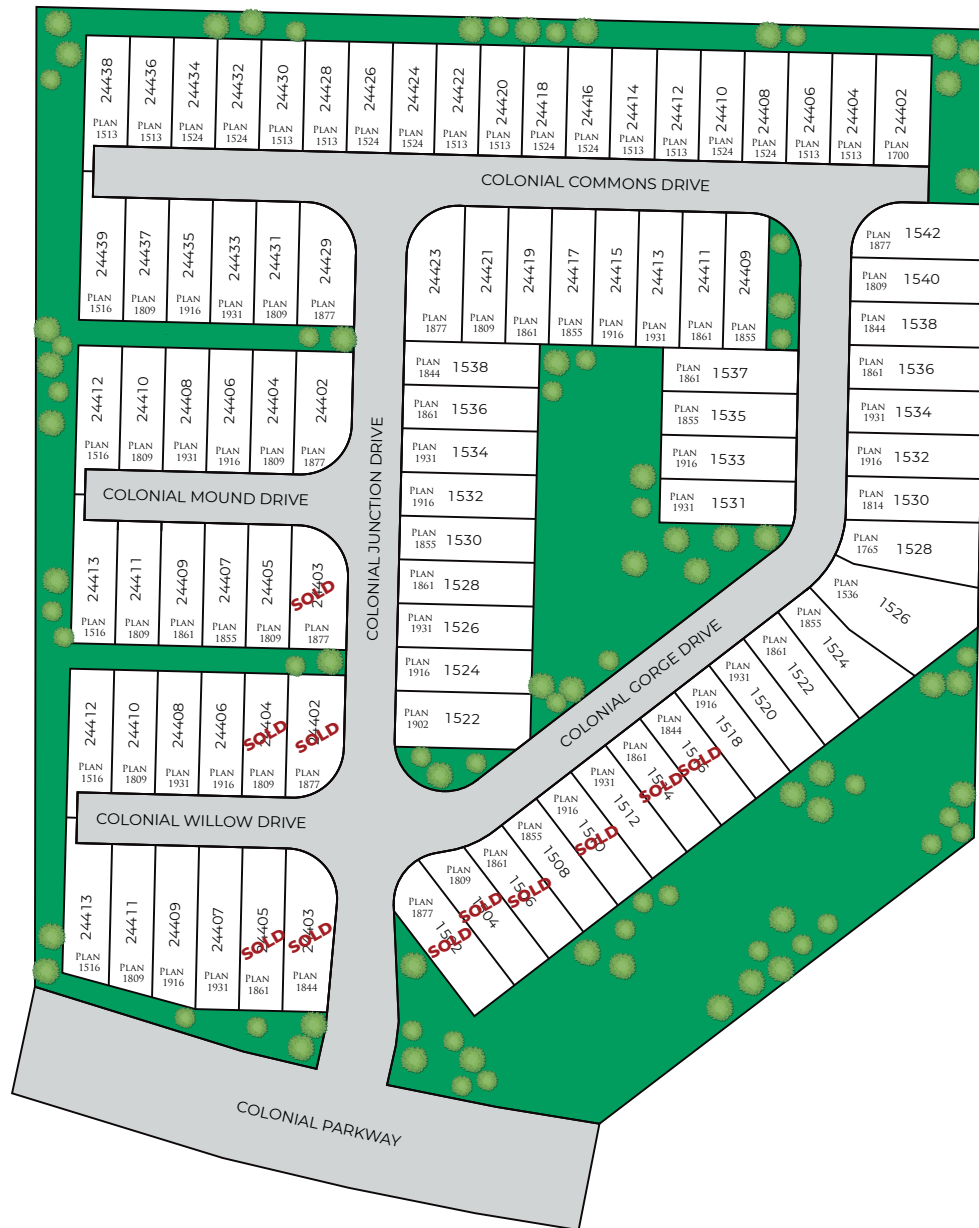 24438
24436
24434
24432
24430
24428
24426
24424
24422
24420
24418
24416
24414
24412
24410
24408
24406
24404
24402
PLAN 1513
PLAN 1513
PLAN 1524
PLAN 1524
PLAN 1513
PLAN 1513
PLAN 1524
PLAN 1524
PLAN 1513
PLAN 1513
PLAN 1524
PLAN 1524
PLAN 1513
PLAN 1513
PLAN 1524
PLAN 1524
PLAN 1513
PLAN 1513
PLAN 1700
COLONIAL COMMONS DRIVE
24439
24437
24435
24433
24431
24429
PLAN 1516
PLAN 1809
PLAN 1916
PLAN 1931
PLAN 1809
PLAN 1877
24423
24421
24419
24417
24415
24413
24411
24409
PLAN 1877
PLAN 1809
PLAN 1861
PLAN 1855
PLAN 1916
PLAN 1931
PLAN 1861
PLAN 1855
PLAN 1877 1542
PLAN 1809 1540
PLAN 1844 1538
PLAN 1861 1536
PLAN 1931 1534
PLAN 1916 1532
PLAN 1814 1530
PLAN 1765 1528
PLAN 1536 1526
24412
24410
24408
24406
24404
24402
PLAN 1516
PLAN 1809
PLAN 1931
PLAN 1916
PLAN 1809
PLAN 1877
COLONIAL MOUND DRIVE
COLONIAL JUNCTION DRIVE
PLAN 1844 1538
PLAN 1861 1536
PLAN 1931 1534
PLAN 1916 1532
PLAN 1855 1530
PLAN 1861 1528
PLAN 1931 1526
PLAN 1916 1524
PLAN 1902 1522
PLAN 1861 1537
PLAN 1855 1535
PLAN 1916 1533
PLAN 1931 1531
24413
24411
24409
24407
24405
24403
SOLD
PLAN 1516
PLAN 1809
PLAN 1861
PLAN 1855
PLAN 1809
PLAN 1877
COLONIAL GORGE DRIVE
PLAN 1855 1524
PLAN 1861 1522
PLAN 1931 1520
PLAN 1916 1518
PLAN 1844 1516 SOLD
PLAN 1861 1514 SOLD
PLAN 1931 1512
PLAN 1916 1510 SOLD
PLAN 1855 1508
PLAN 1861 1506 SOLD
PLAN 1809 1504 SOLD
PLAN 1877 1502 SOLD
24412
24410
24408
24406
24404
SOLD
24402
SOLD
PLAN 1516
PLAN 1809
PLAN 1931
PLAN 1916
PLAN 1809
PLAN 1877
COLONIAL WILLOW DRIVE
24413
24411
24409
24407
24405
SOLD
24403
SOLD
PLAN 1516
PLAN 1809
PLAN 1916
PLAN 1931
PLAN 1861
PLAN 1844
COLONIAL PARKWAY